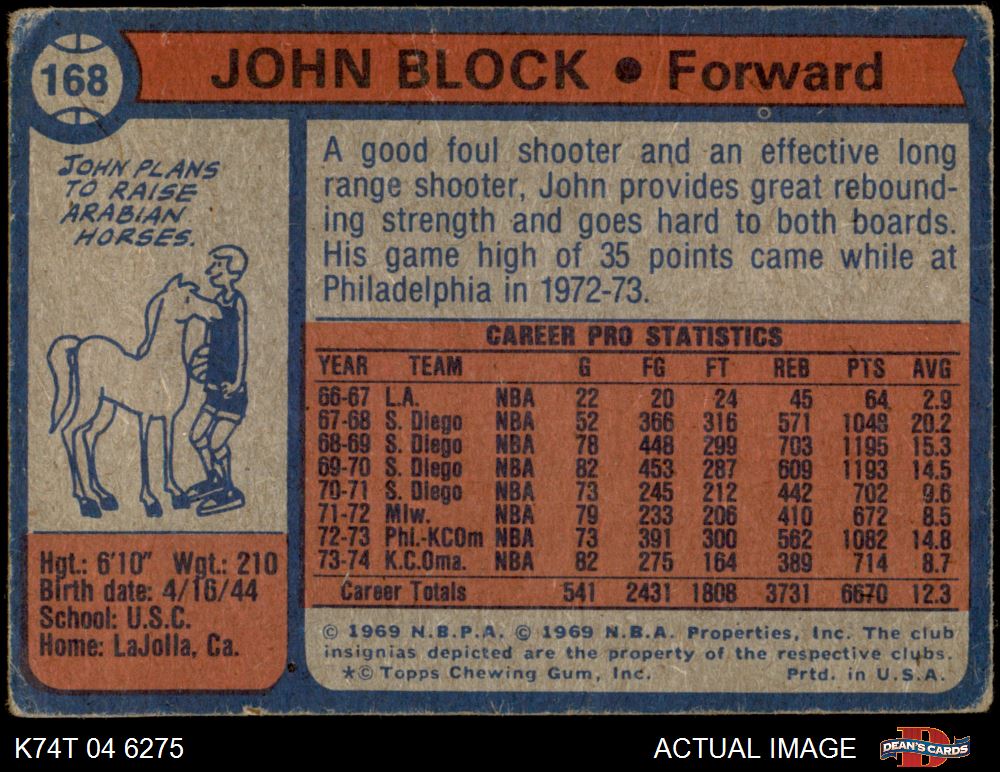 168
JOHN BLOCK ● Forward
JOHN PLANS
TO RAISE
ARABIAN
HORSES.
A good foul shooter and an effective long
range shooter, John provides great rebound-
ing strength and goes hard to both boards.
His game high of 35 points came while at
Philadelphia in 1972-73.
CAREER PRO STATISTICS
YEAR TEAM G FG FT REB PTS AVG
66-67 L.A. NBA 22 20 24 45 64 2.9
67-68 S. Diego NBA 52 366 316 571 1048 20.2
68-69 S. Diego NBA 78 448 299 703 1195 15.3
69-70 S. Diego NBA 82 453 287 609 1193 14.5
70-71 S. Diego NBA 73 245 212 442 702 9.6
71-72 Miw. NBA 79 233 206 410 672 8.5
72-73 Phl.-KCOm NBA 73 391 300 562 1082 14.8
73-74 K.C.Oma. NBA 82 275 164 389 714 8.7
Career Totals 541 2431 1808 3731 6670 12.3
Hgt.: 6'10" Wgt.: 210
Birth date: 4/16/44
School: U.S.C.
Home: LaJolla, Ca.
© 1969 N.B.P.A. © 1969 N.B.A. Properties, Inc. The club
insignias depicted are the property of the respective clubs.
*© Topps Chewing Gum, Inc. Prtd. in U.S.A.
K74T 04 6275
ACTUAL IMAGE
D
DEAN'S CARDS